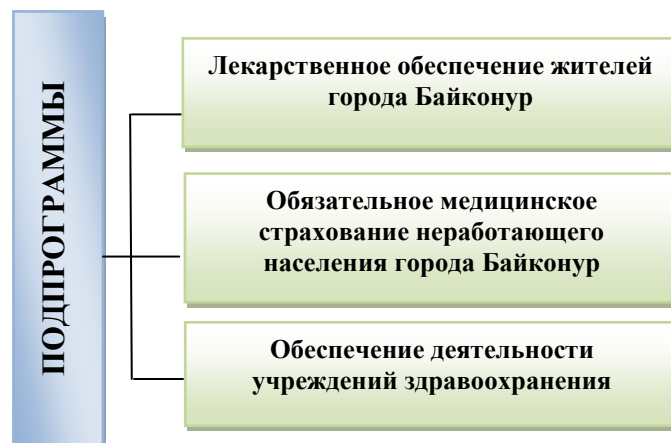 ПОДПРОГРАММЫ
Лекарственное обеспечение жителей
города Байконур
Обязательное медицинское
страхование неработающего
населения города Байконур
Обеспечение деятельности
учреждений здравоохранения